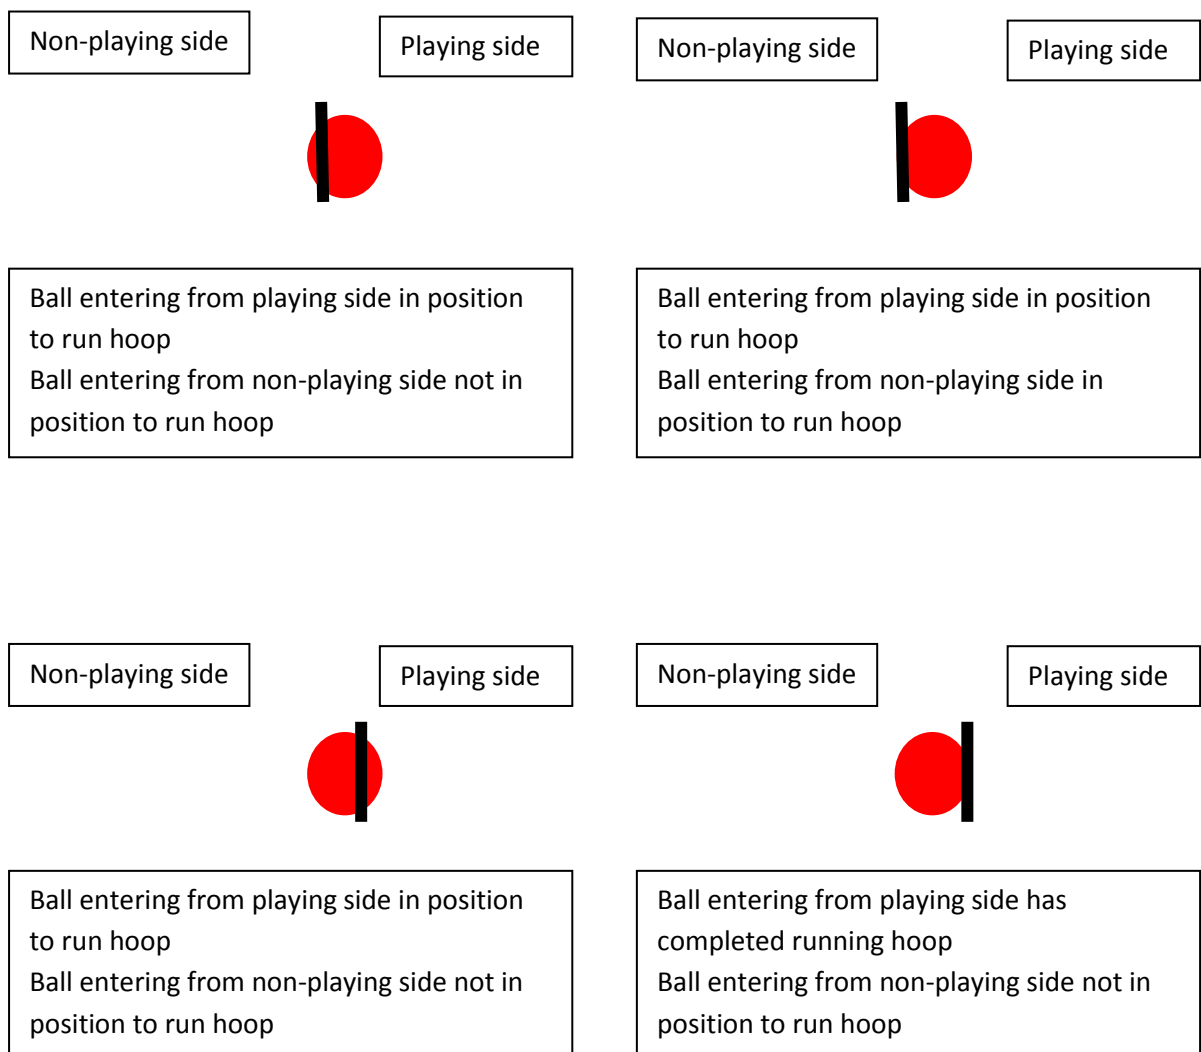 Non-playing side
Playing side
Non-playing side
Playing side
Ball entering from playing side in position
to run hoop
Ball entering from non-playing side not in
position to run hoop
Ball entering from playing side in position
to run hoop
Ball entering from non-playing side in
position to run hoop
Non-playing side
Playing side
Non-playing side
Playing side
Ball entering from playing side in position
to run hoop
Ball entering from non-playing side not in
position to run hoop
Ball entering from playing side has
completed running hoop
Ball entering from non-playing side not in
position to run hoop